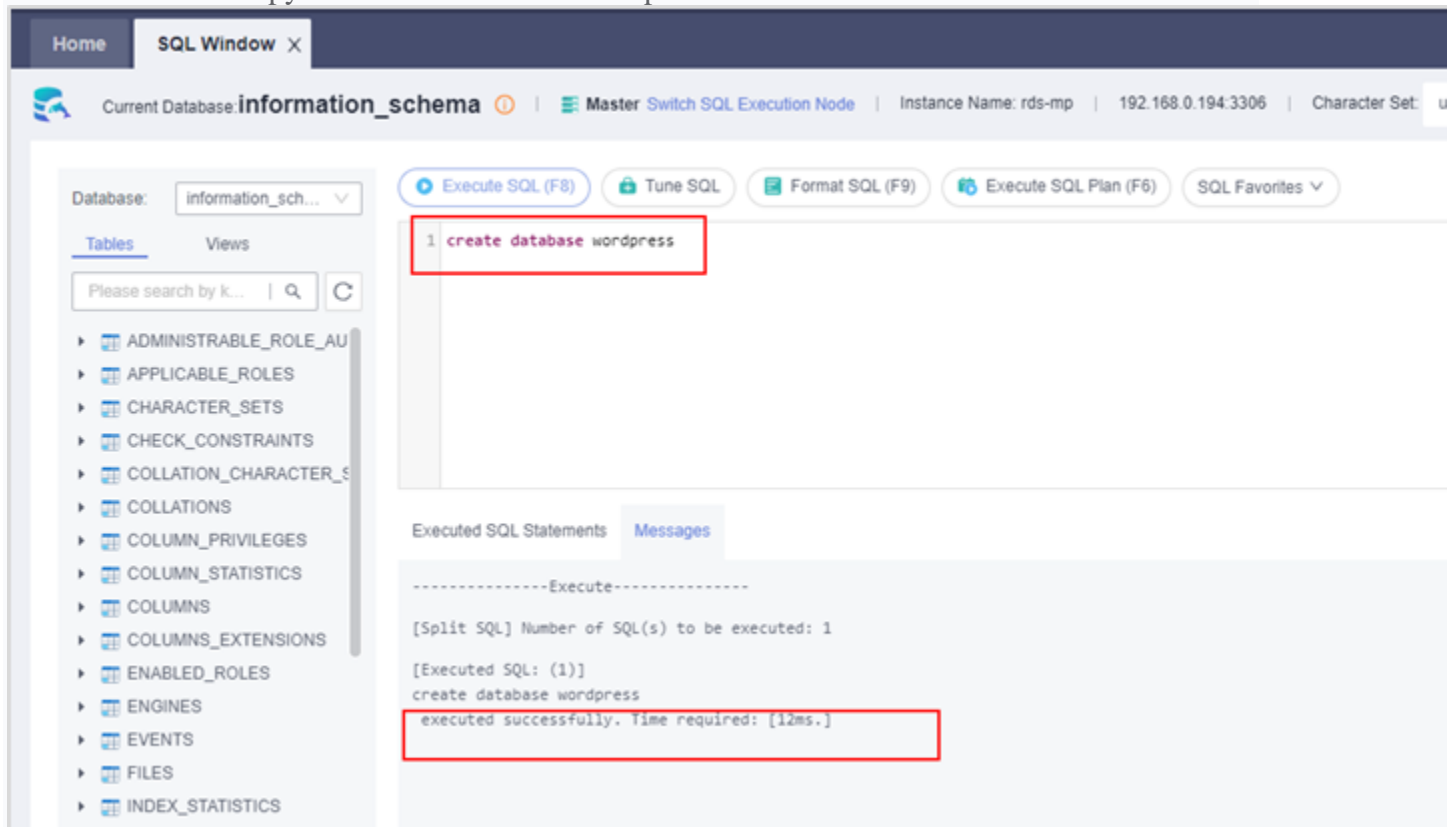 Home SQL Window X
Current Database:information_schema Master Switch SQL Execution Node | Instance Name: rds-mp | 192.168.0.194:3306 | Character Set:
Database: information_sch...
Execute SQL (F8) Tune SQL Format SQL (F9) Execute SQL Plan (F6) SQL Favorites
Tables Views
1 create database wordpress
Please search by k... |
ADMINISTRABLE_ROLE_AU
APPLICABLE_ROLES
CHARACTER_SETS
CHECK_CONSTRAINTS
COLLATION_CHARACTER_S
COLLATIONS
COLUMN_PRIVILEGES
COLUMN_STATISTICS
COLUMNS
COLUMNS_EXTENSIONS
ENABLED_ROLES
ENGINES
EVENTS
FILES
INDEX_STATISTICS
Executed SQL Statements Messages
---------------Execute---------------
[Split SQL] Number of SQL(s) to be executed: 1
[Executed SQL: (1)]
create database wordpress
executed successfully. Time required: [12ms.]